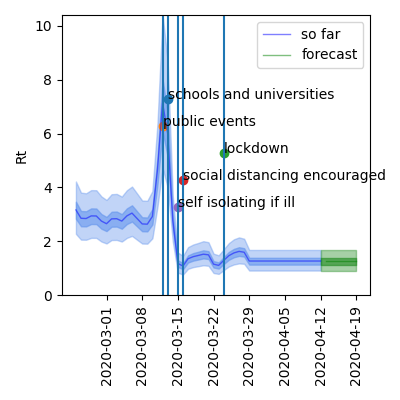 10
8
6
4
2
0
Rt
so far
forecast
schools and universities
public events
lockdown
social distancing encouraged
self isolating if ill
2020-03-01
2020-03-08
2020-03-15
2020-03-22
2020-03-29
2020-04-05
2020-04-12
2020-04-19